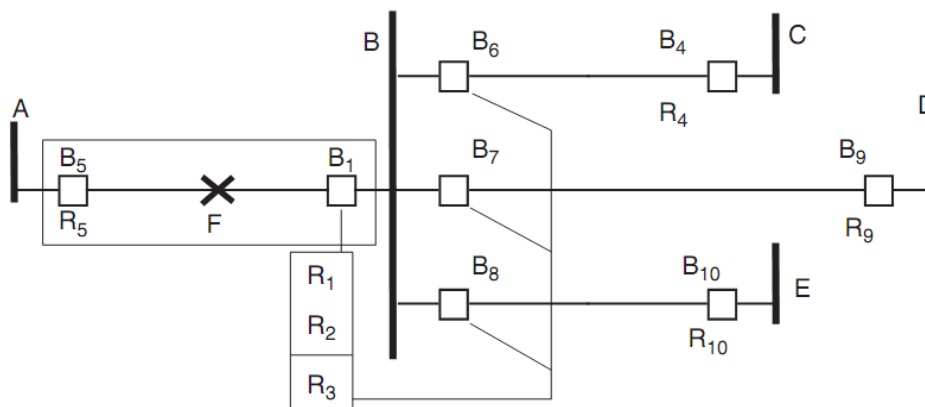 B
B₆
B₄
C
A
R₄
D
B₅
B₁
B₇
B₉
R₅
F
R₉
R₁
B₈
B₁₀
E
R₂
R₁₀
R₃